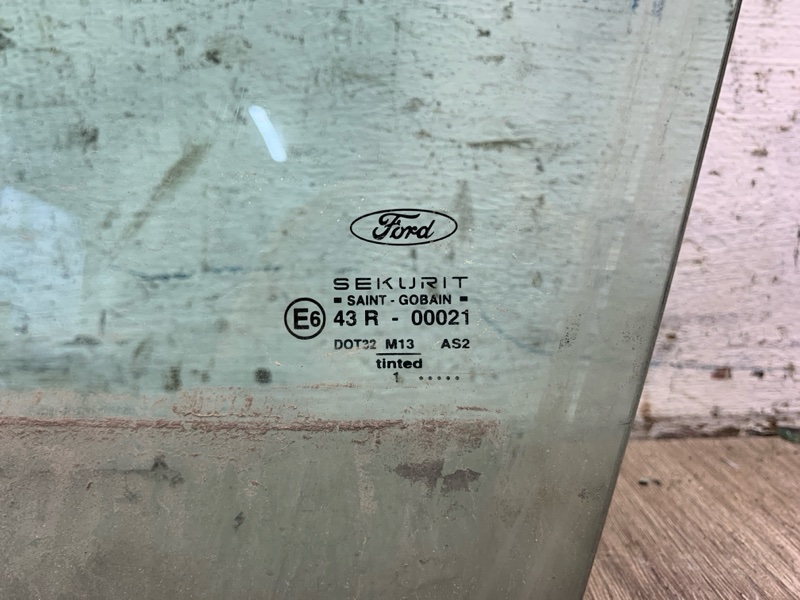 Ford
SEKURIT
SAINT - GOBAIN
E6 43 R - 00021
DOT32 M13 AS2
tinted
1 .....